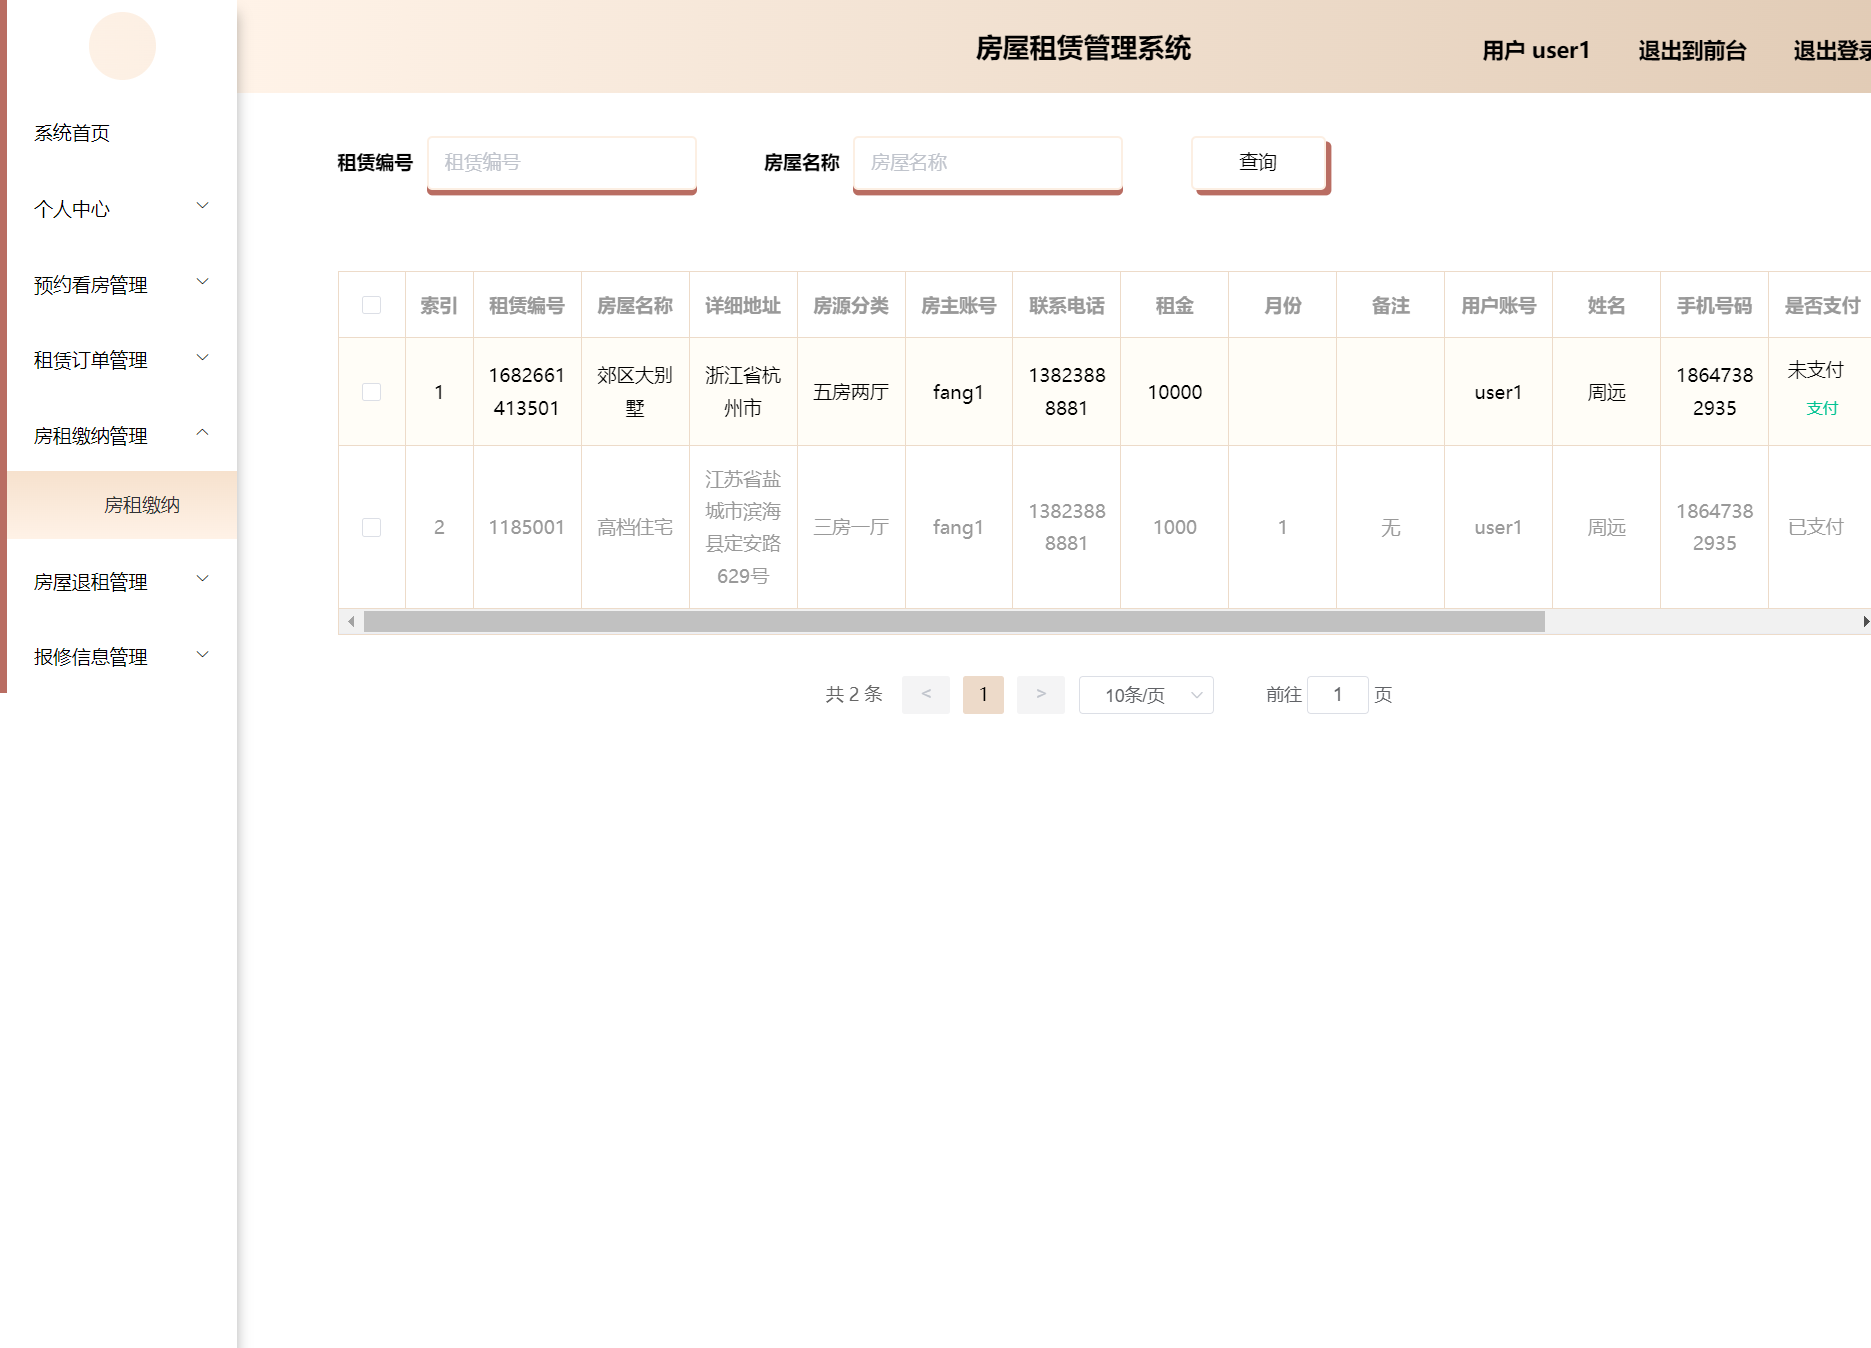 房屋租赁管理系统
用户 user1
退出到前台
退出登录
系统首页
个人中心
预约看房管理
租赁订单管理
房租缴纳管理
房租缴纳
房屋退租管理
报修信息管理
租赁编号
租赁编号
房屋名称
房屋名称
查询
索引 租赁编号 房屋名称 详细地址 房源分类 房主账号 联系电话 租金 月份 备注 用户账号 姓名 手机号码 是否支付
1
1682661
413501
郊区大别
墅
浙江省杭
州市
五房两厅
fang1
1382388
8881
10000
user1
周远
1864738
2935
未支付
支付
2
1185001
高档住宅
江苏省盐
城市滨海
县定安路
629号
三房一厅
fang1
1382388
8881
1000
1
无
user1
周远
1864738
2935
已支付
共 2 条
<
1
>
10条/页
前往 1 页